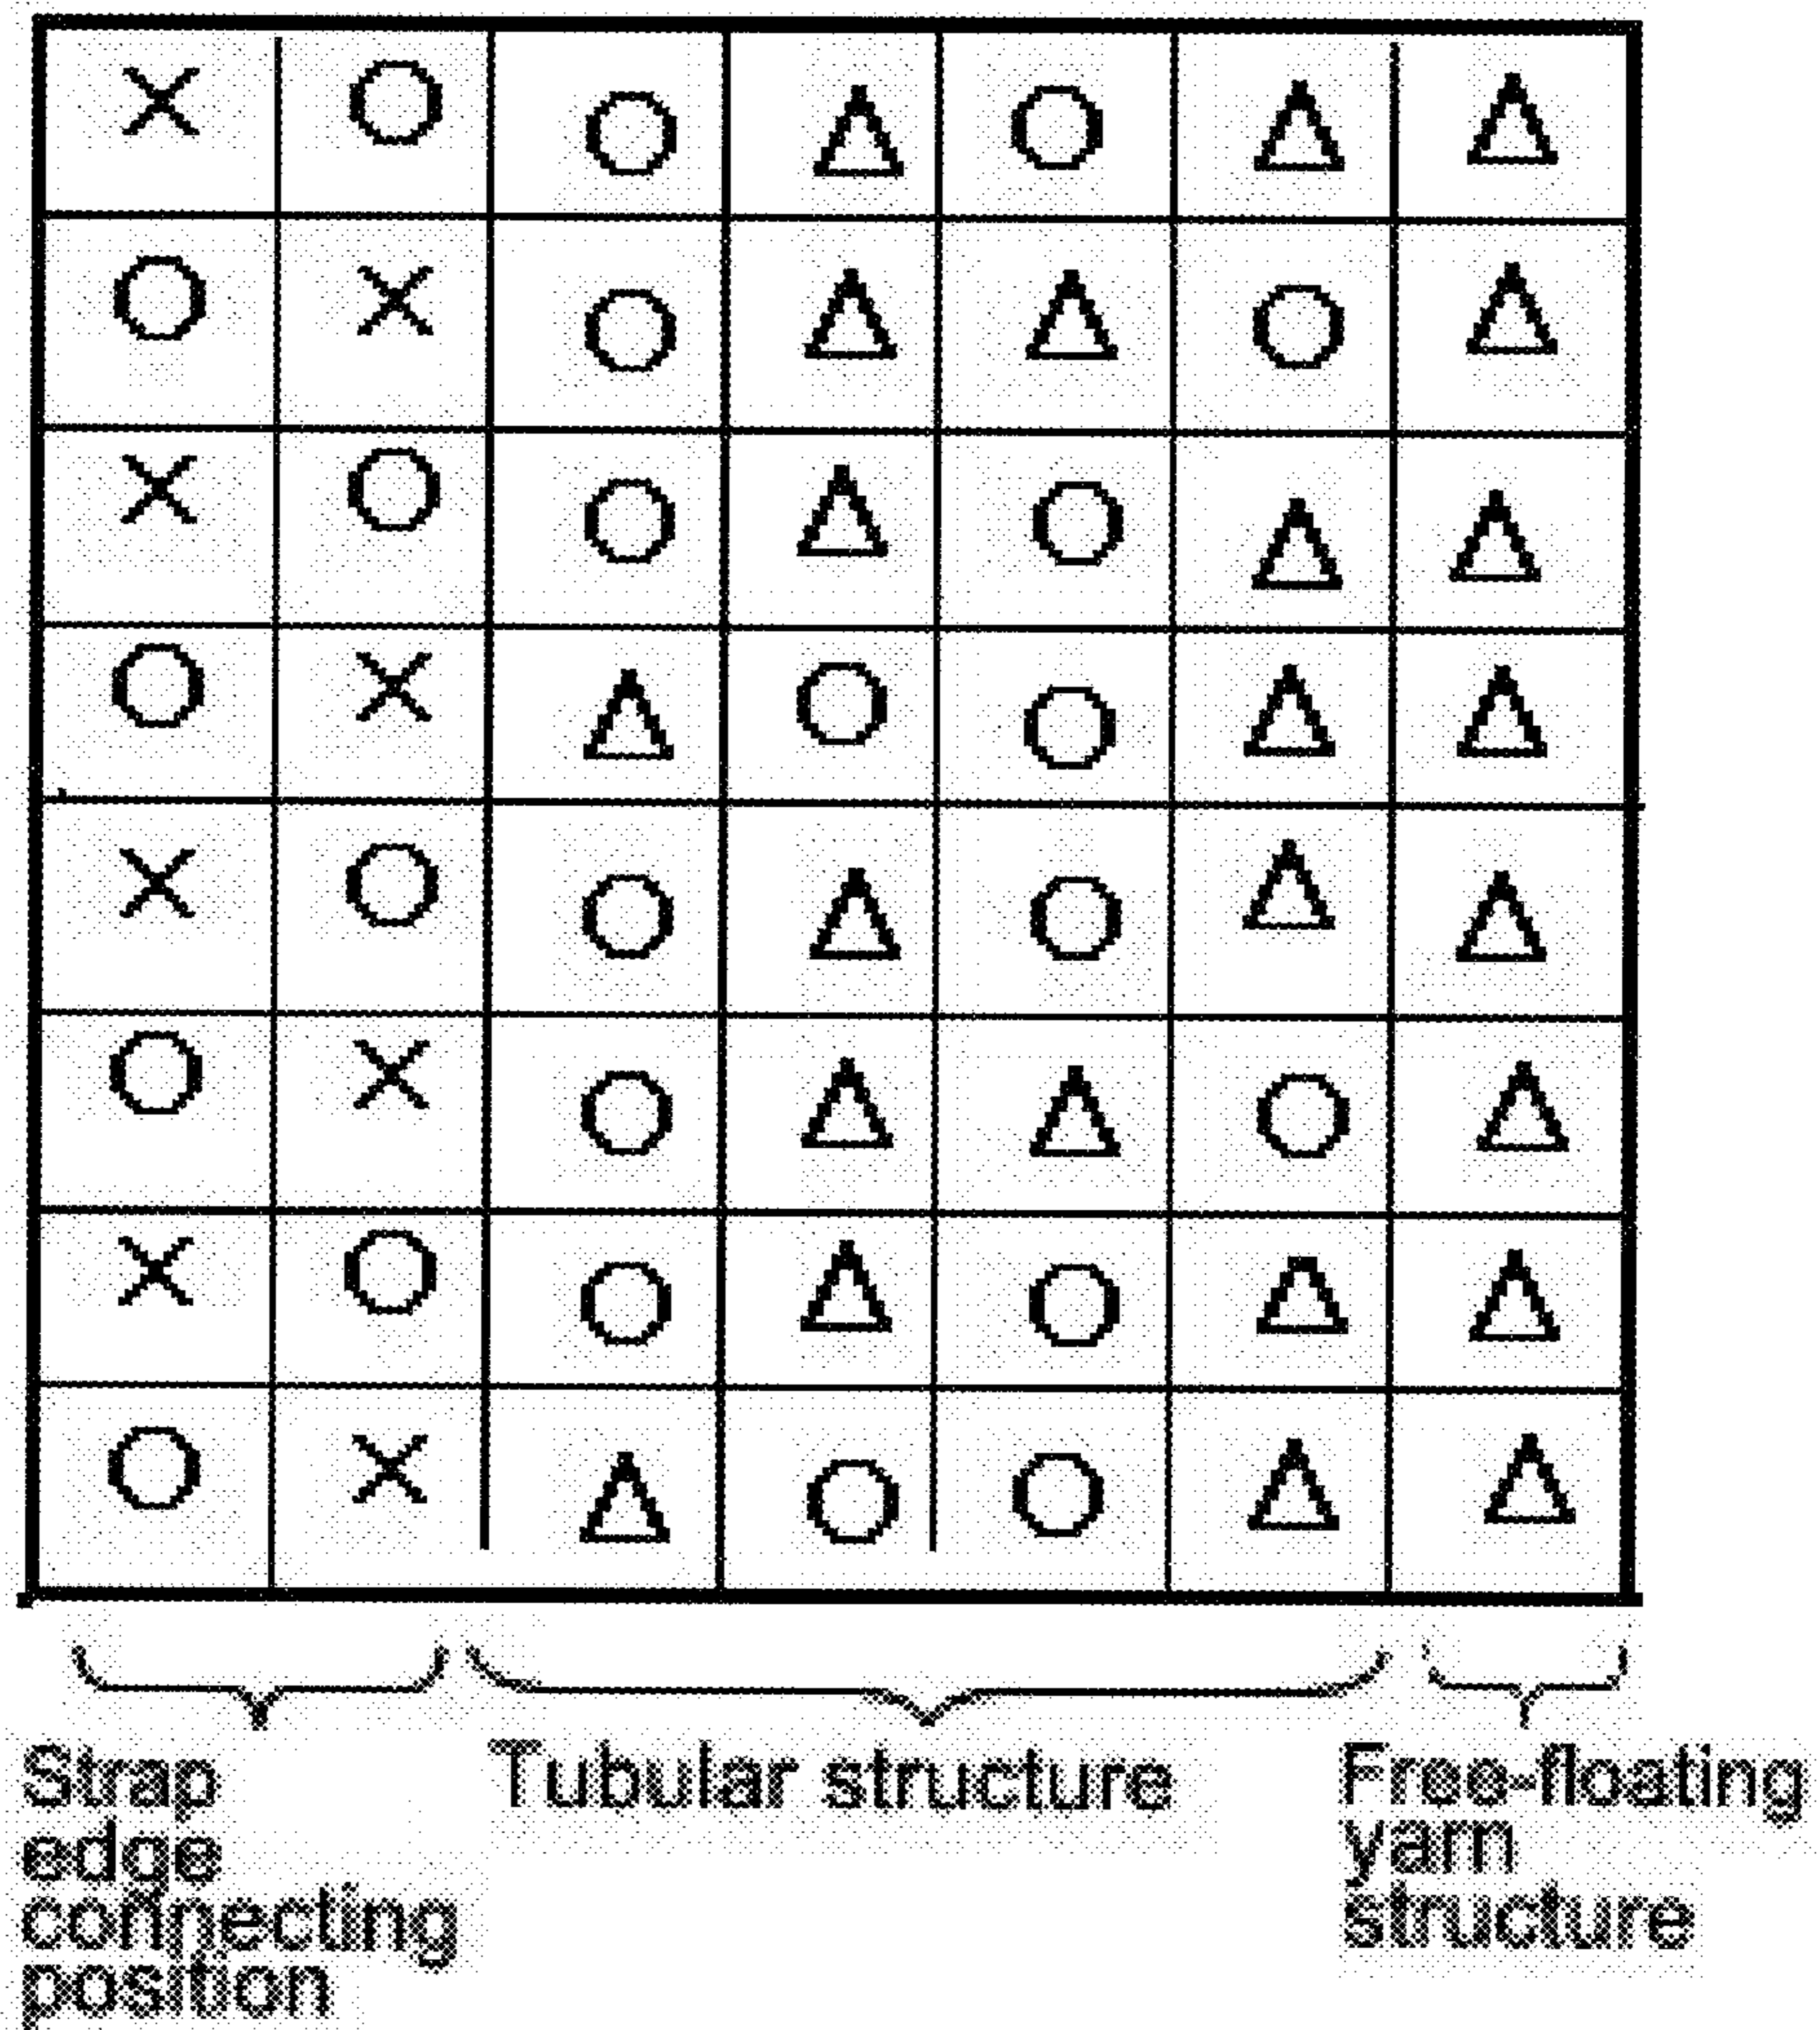 Strap
edge
connecting
position
Tubular structure
Free-floating
yarn
structure